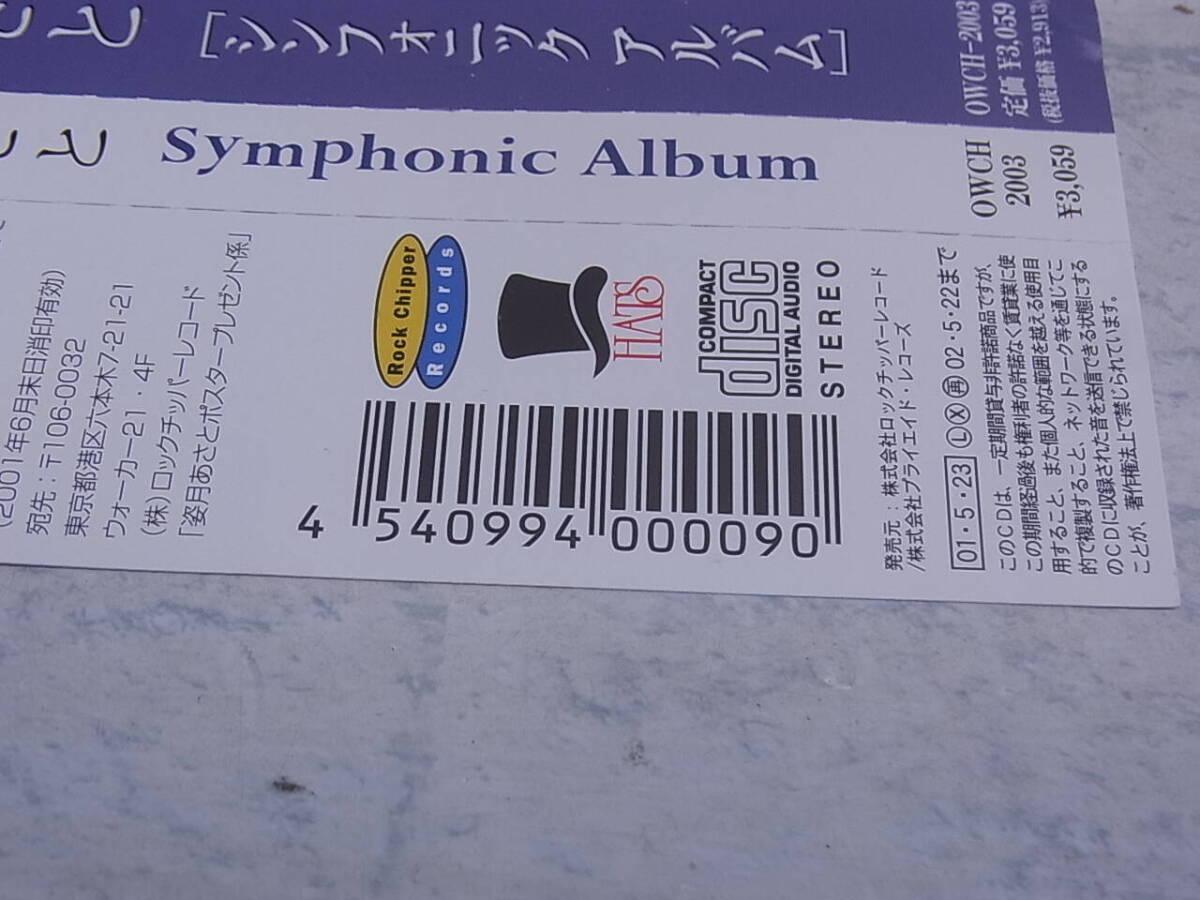 さと
[シンフォニック アルバム]
OWCH-2003
定価 ¥3,059
(税抜価格 ¥2,913)
と Symphonic Album
OWCH
2003
¥3,059
(2001年6月末日消印有効)
宛先：〒106-0032
東京都港区六本木7-21-21
ウォーカー21・4F
(株)ロックチッパーレコード
「姿月あさとポスタープレゼント係」
Rock Chipper
Records
HATS
COMPACT
disc
DIGITAL AUDIO
STEREO
4 540994 000090
発売元：株式会社ロックチッパーレコード
/株式会社プライエイド・レコーズ
01・5・23 Ⓛ Ⓧ ㊞ 02・5・22まで
このCDは、一定期間貸与非許諾商品ですが、
この期間経過後も権利者の許諾なく賃貸業に使
用すること、また個人的な範囲を越える使用目
的で複製すること、ネットワーク等を通じてこ
のCDに収録された音を送信できる状態にする
ことが、著作権法上で禁じられています。